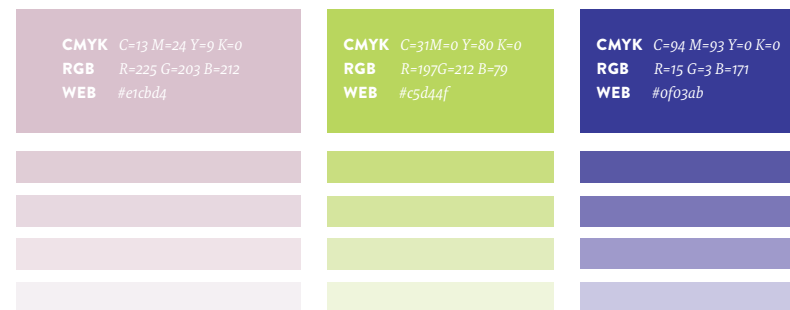 CMYK C=13 M=24 Y=9 K=0
RGB R=225 G=203 B=212
WEB #e1cbd4
CMYK C=31M=0 Y=80 K=0
RGB R=197G=212 B=79
WEB #c5d44f
CMYK C=94 M=93 Y=0 K=0
RGB R=15 G=3 B=171
WEB #0f03ab